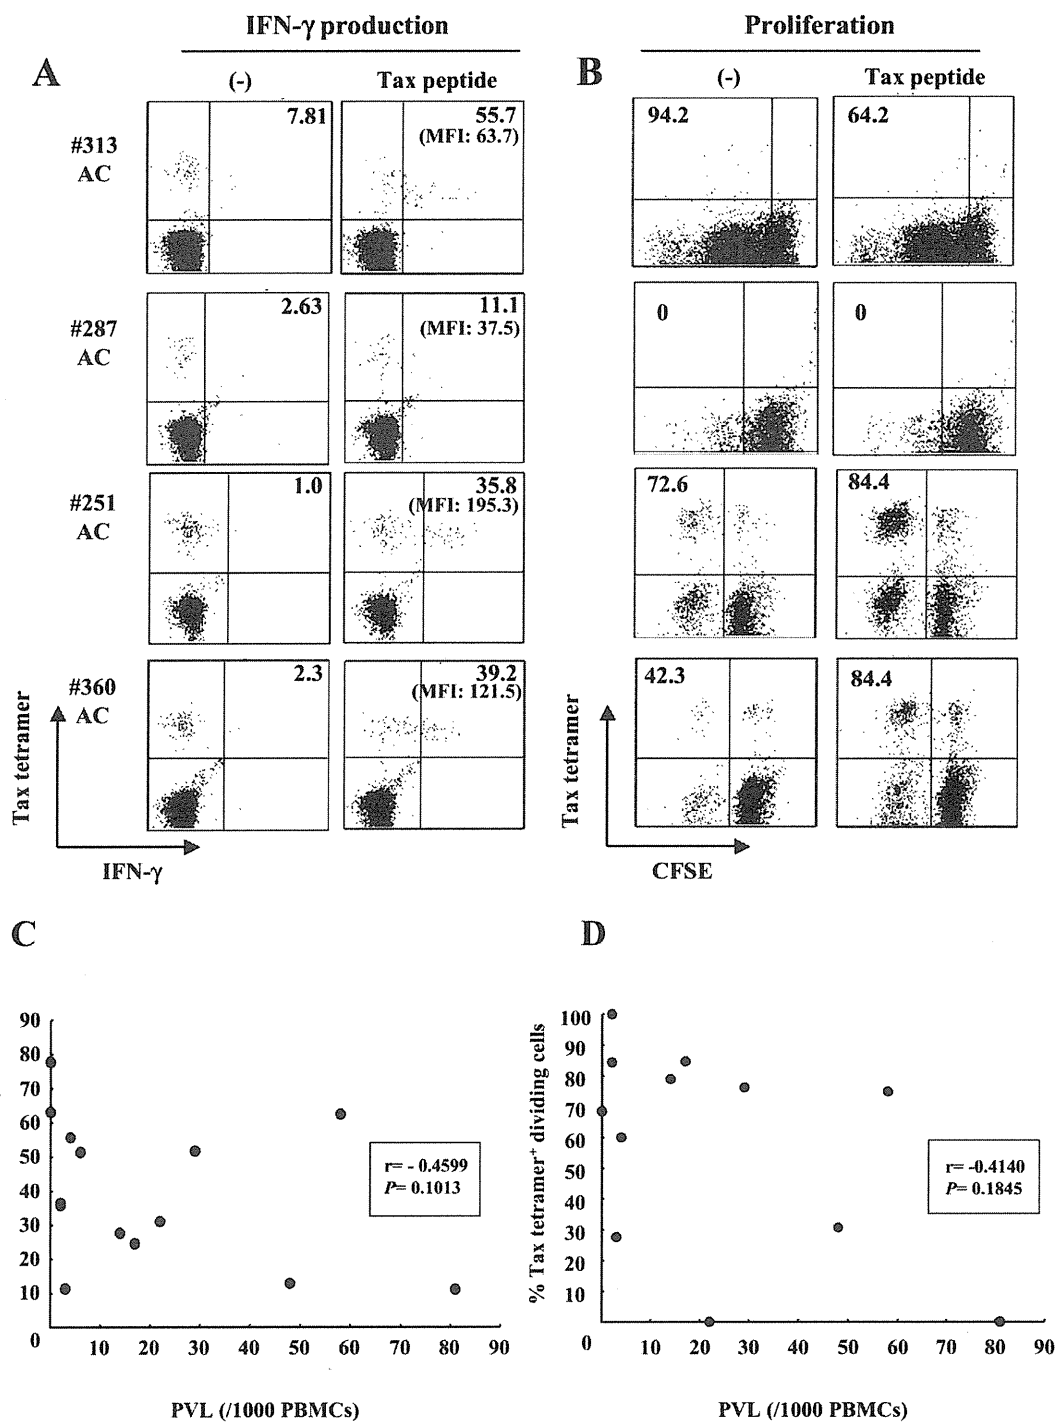 IFN-γ production
Proliferation
A
(-)
Tax peptide
B
(-)
Tax peptide
#313
AC
7.81
55.7
(MFI: 63.7)
94.2
64.2
#287
AC
2.63
11.1
(MFI: 37.5)
0
0
#251
AC
1.0
35.8
(MFI: 195.3)
72.6
84.4
#360
AC
2.3
39.2
(MFI: 121.5)
42.3
84.4
Tax tetramer
IFN-γ
Tax tetramer
CFSE
C
90
80
70
60
50
40
30
20
10
0
10 20 30 40 50 60 70 80 90
r= - 0.4599
P= 0.1013
PVL (/1000 PBMCs)
D
% Tax tetramer+ dividing cells
100
90
80
70
60
50
40
30
20
10
0
10 20 30 40 50 60 70 80 90
r= -0.4140
P= 0.1845
PVL (/1000 PBMCs)